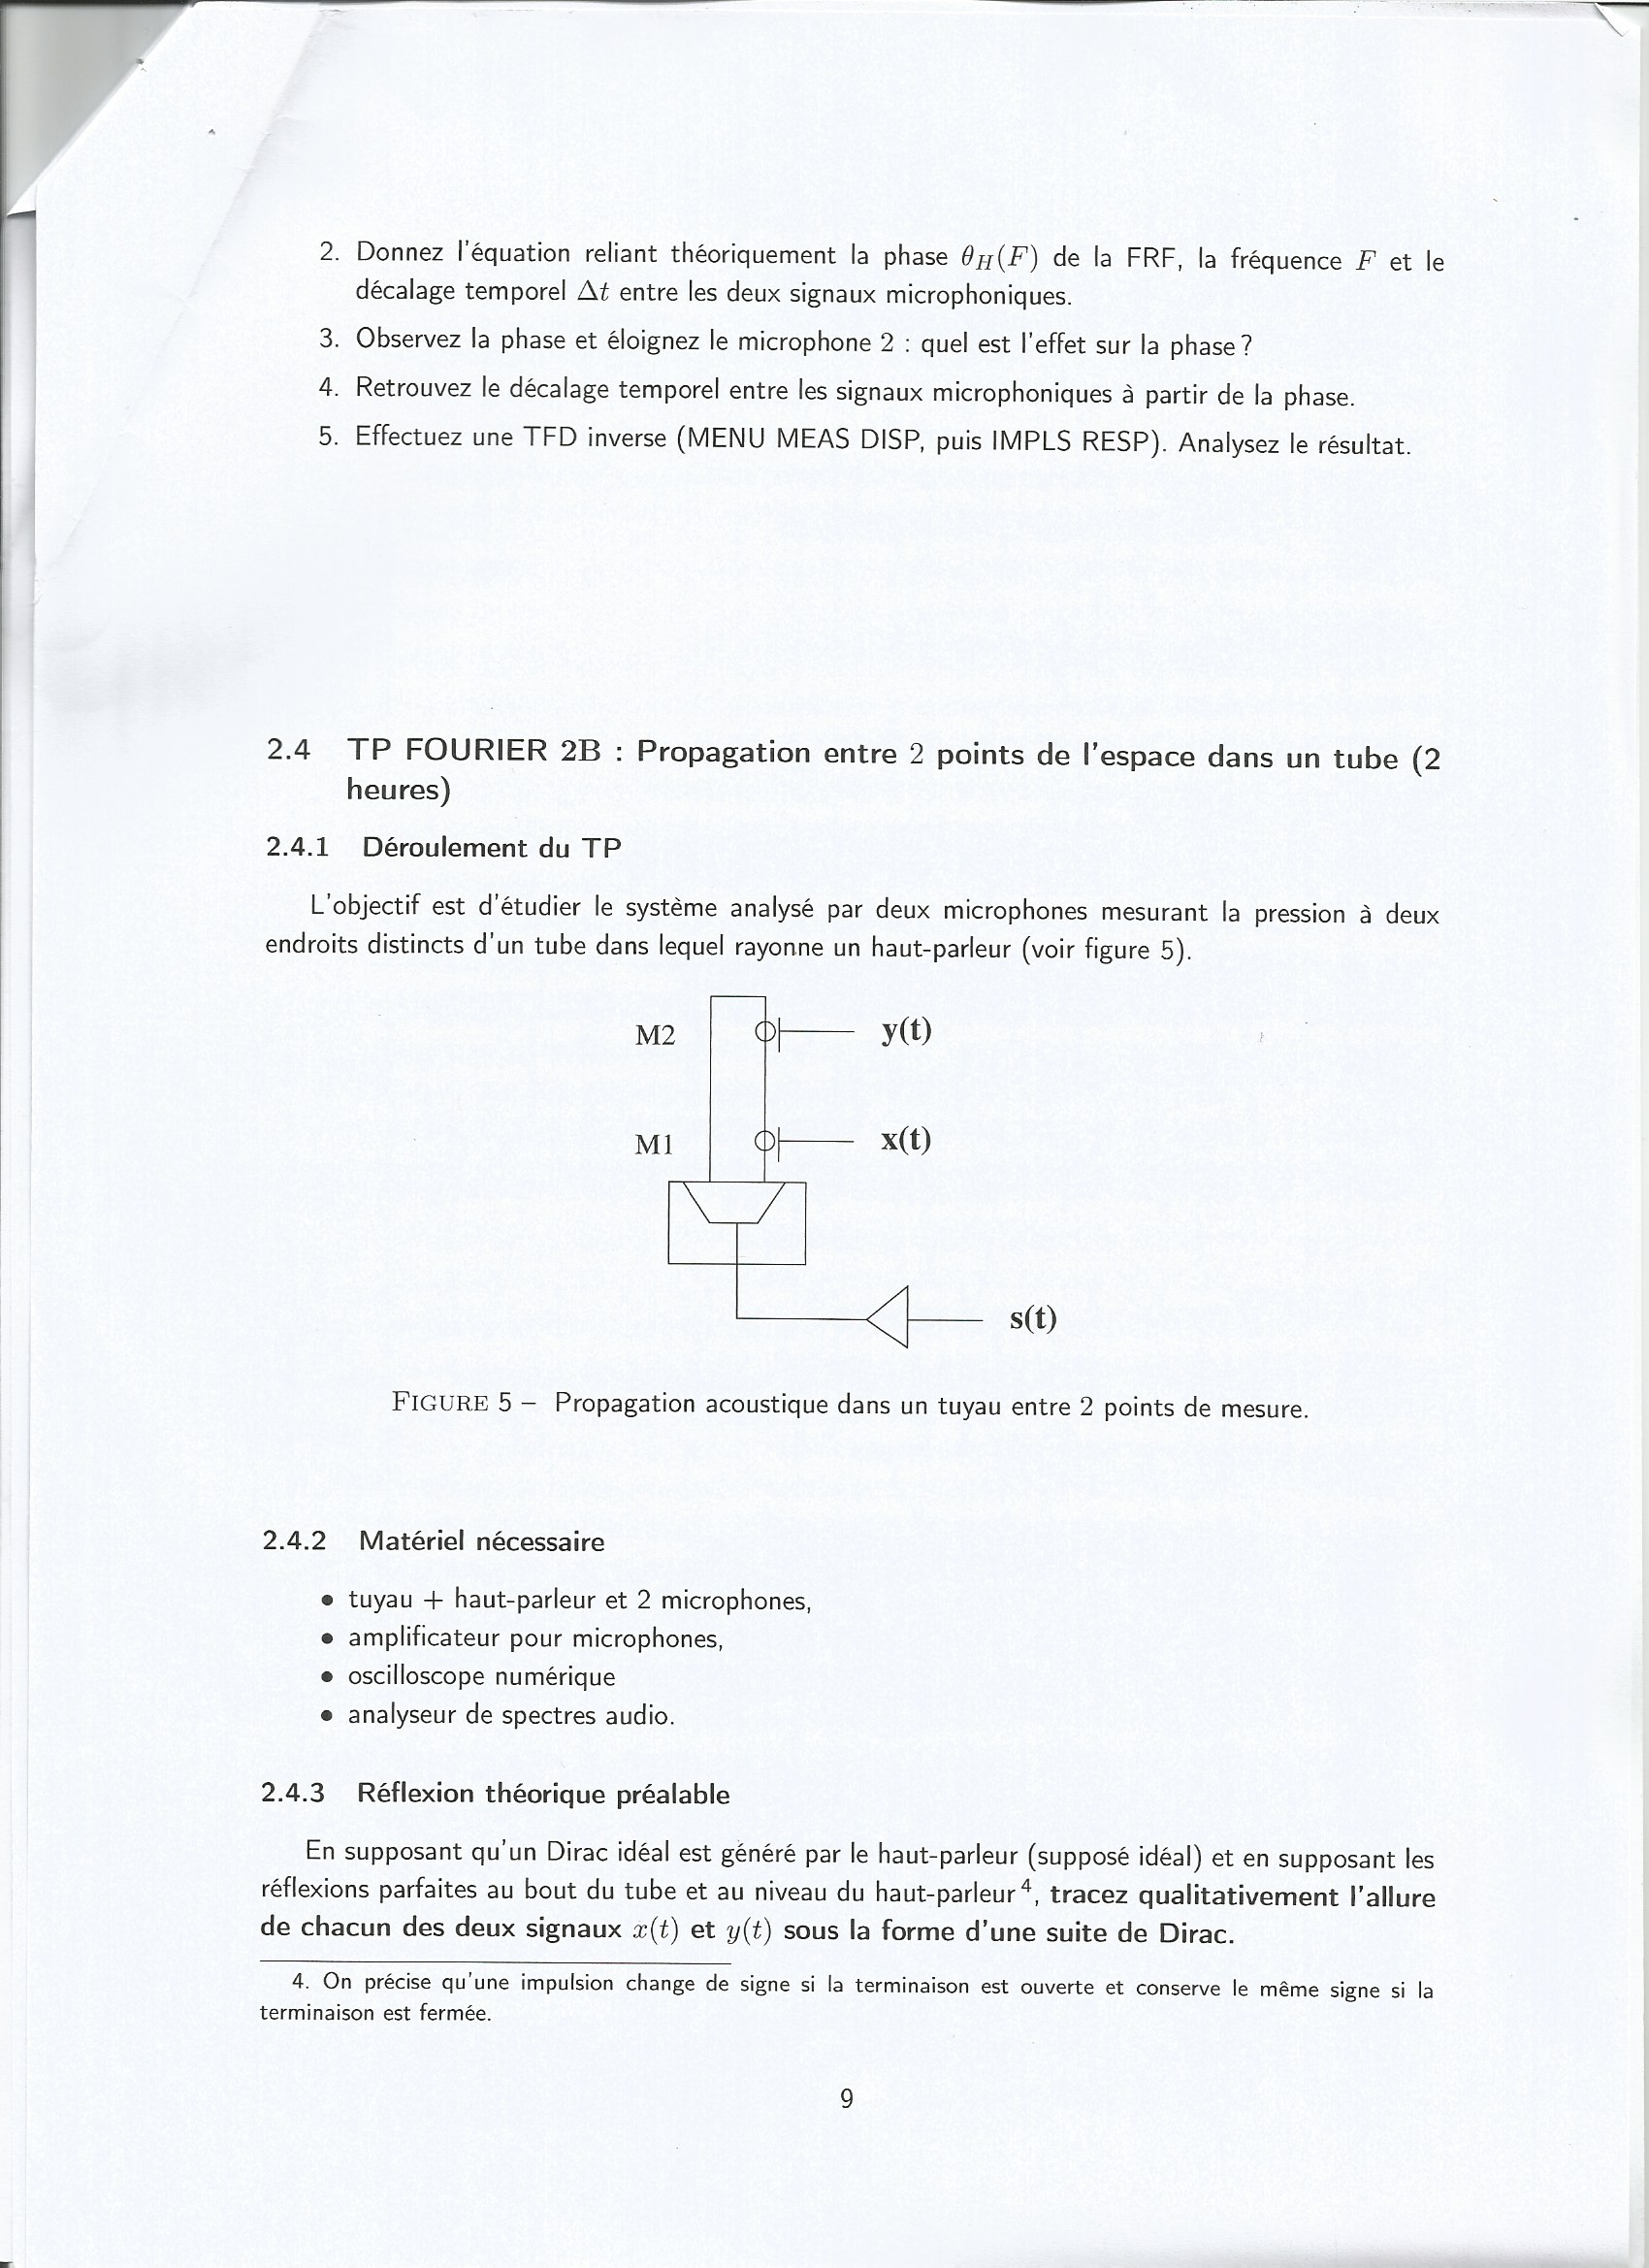 2. Donnez l'équation reliant théoriquement la phase θH(F) de la FRF, la fréquence F et le
décalage temporel Δt entre les deux signaux microphoniques.
3. Observez la phase et éloignez le microphone 2 : quel est l'effet sur la phase ?
4. Retrouvez le décalage temporel entre les signaux microphoniques à partir de la phase.
5. Effectuez une TFD inverse (MENU MEAS DISP, puis IMPLS RESP). Analysez le résultat.
2.4 TP FOURIER 2B : Propagation entre 2 points de l'espace dans un tube (2
heures)
2.4.1 Déroulement du TP
L'objectif est d'étudier le système analysé par deux microphones mesurant la pression à deux
endroits distincts d'un tube dans lequel rayonne un haut-parleur (voir figure 5).
M2 y(t)
M1 x(t)
s(t)
FIGURE 5 – Propagation acoustique dans un tuyau entre 2 points de mesure.
2.4.2 Matériel nécessaire
• tuyau + haut-parleur et 2 microphones,
• amplificateur pour microphones,
• oscilloscope numérique
• analyseur de spectres audio.
2.4.3 Réflexion théorique préalable
En supposant qu'un Dirac idéal est généré par le haut-parleur (supposé idéal) et en supposant les
réflexions parfaites au bout du tube et au niveau du haut-parleur 4, tracez qualitativement l'allure
de chacun des deux signaux x(t) et y(t) sous la forme d'une suite de Dirac.
4. On précise qu'une impulsion change de signe si la terminaison est ouverte et conserve le même signe si la
terminaison est fermée.
9